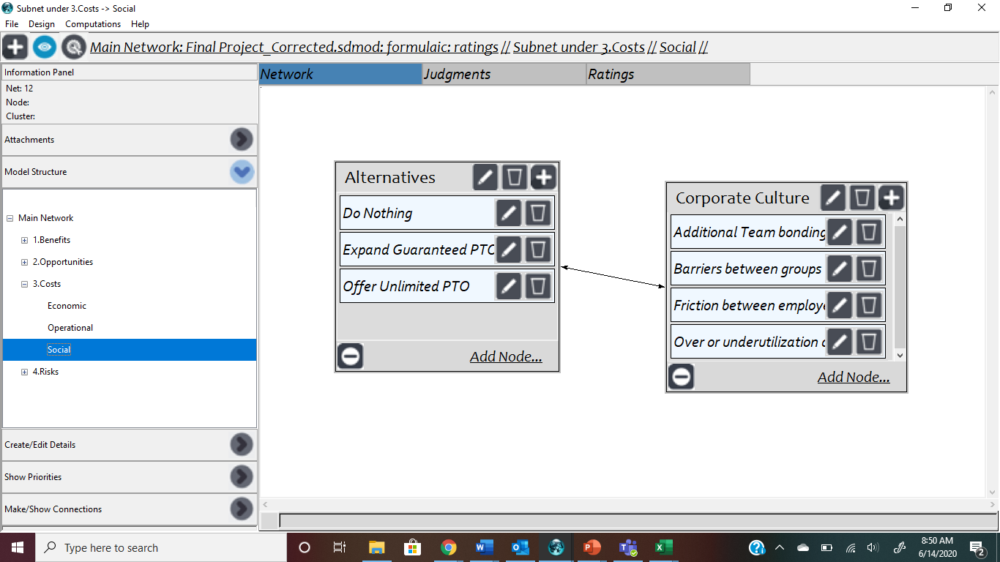 Subnet under 3.Costs -> Social
File Design Computations Help
Main Network: Final Project_Corrected.sdmod: formulaic: ratings // Subnet under 3.Costs // Social //
Information Panel
Net: 12
Node:
Cluster:
Attachments
Model Structure
Main Network
1.Benefits
2.Opportunities
3.Costs
Economic
Operational
Social
4.Risks
Create/Edit Details
Show Priorities
Make/Show Connections
Network Judgments Ratings
Alternatives
Do Nothing
Expand Guaranteed PTO
Offer Unlimited PTO
Add Node...
Corporate Culture
Additional Team bonding
Barriers between groups
Friction between employe
Over or underutilization
Add Node...
Type here to search
8:50 AM
6/14/2020
2